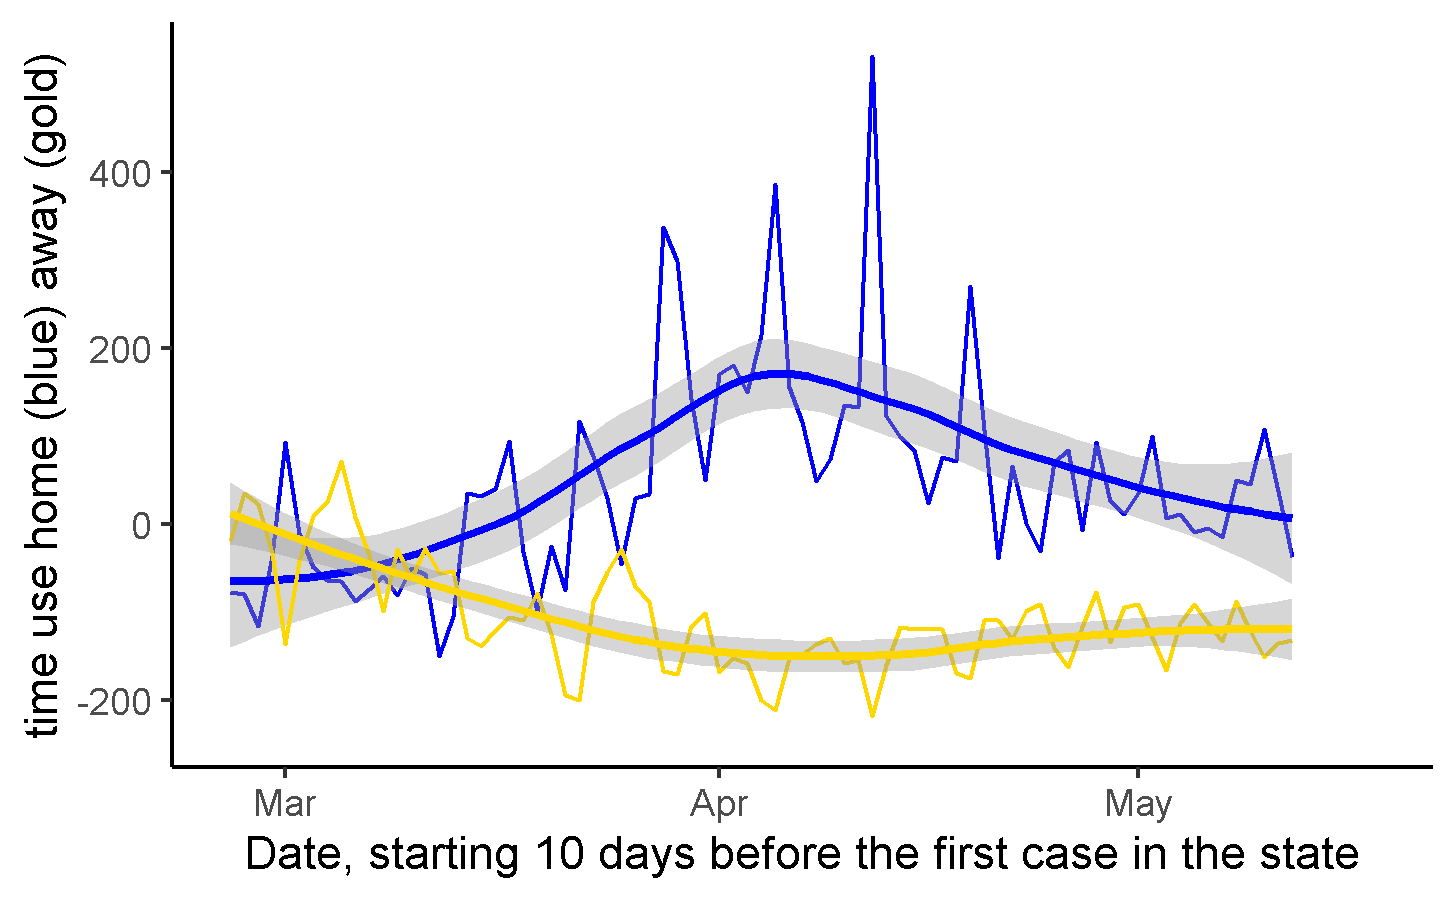 time use home (blue) away (gold)
400
200
0
-200
Mar
Apr
May
Date, starting 10 days before the first case in the state